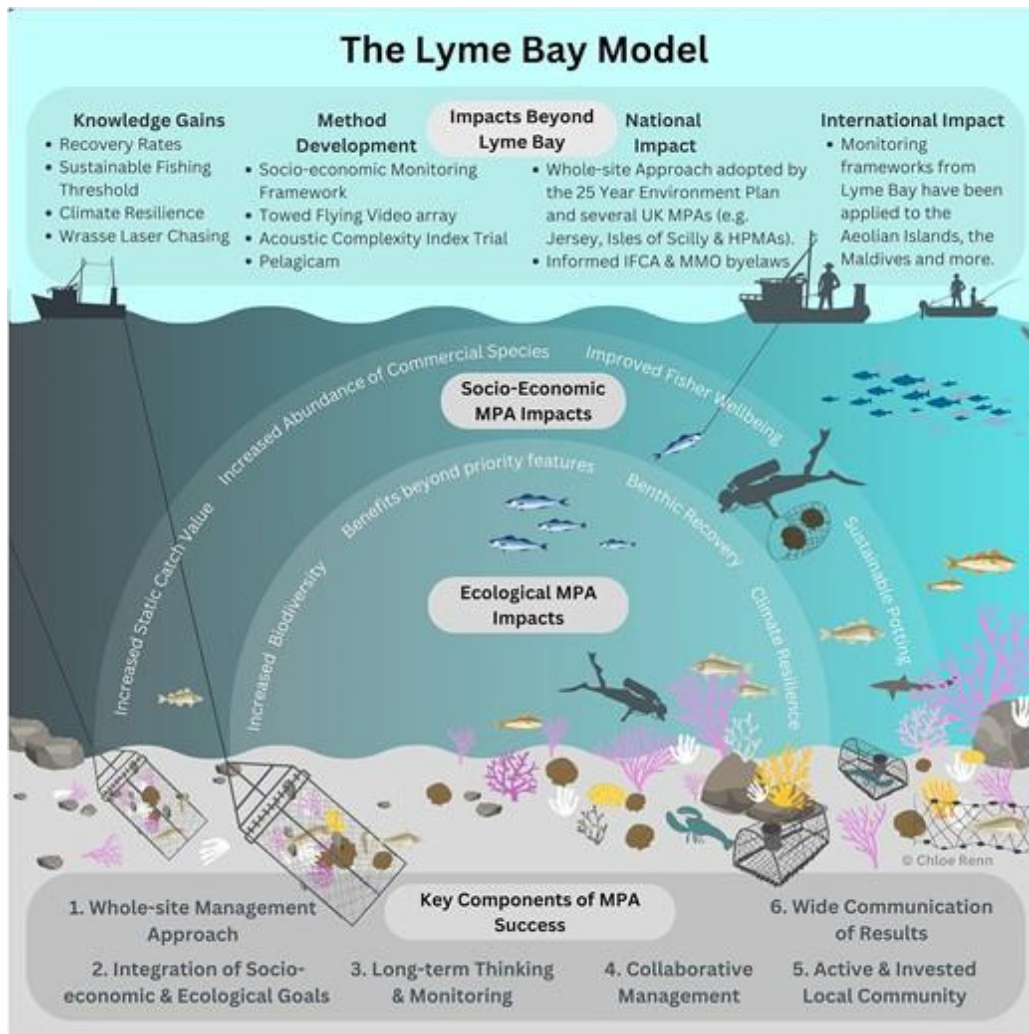 The Lyme Bay Model
Impacts Beyond
Lyme Bay
Knowledge Gains
• Recovery Rates
• Sustainable Fishing
Threshold
• Climate Resilience
• Wrasse Laser Chasing
Method
Development
• Socio-economic Monitoring
Framework
• Towed Flying Video array
• Acoustic Complexity Index Trial
• Pelagicam
National
Impact
• Whole-site Approach adopted by
the 25 Year Environment Plan
and several UK MPAs (e.g.
Jersey, Isles of Scilly & HPMAs).
• Informed IFCA & MMO byelaws
International Impact
• Monitoring
frameworks from
Lyme Bay have been
applied to the
Aeolian Islands, the
Maldives and more.
Socio-Economic
MPA Impacts
Increased Static Catch Value
Increased Abundance of Commercial Species
Improved Fisher Wellbeing
Sustainable Potting
Ecological MPA
Impacts
Increased Biodiversity
Benefits beyond priority features
Benthic Recovery
Climate Resilience
© Chloe Renn
Key Components of MPA
Success
1. Whole-site Management
Approach
2. Integration of Socio-
economic & Ecological Goals
3. Long-term Thinking
& Monitoring
4. Collaborative
Management
5. Active & Invested
Local Community
6. Wide Communication
of Results